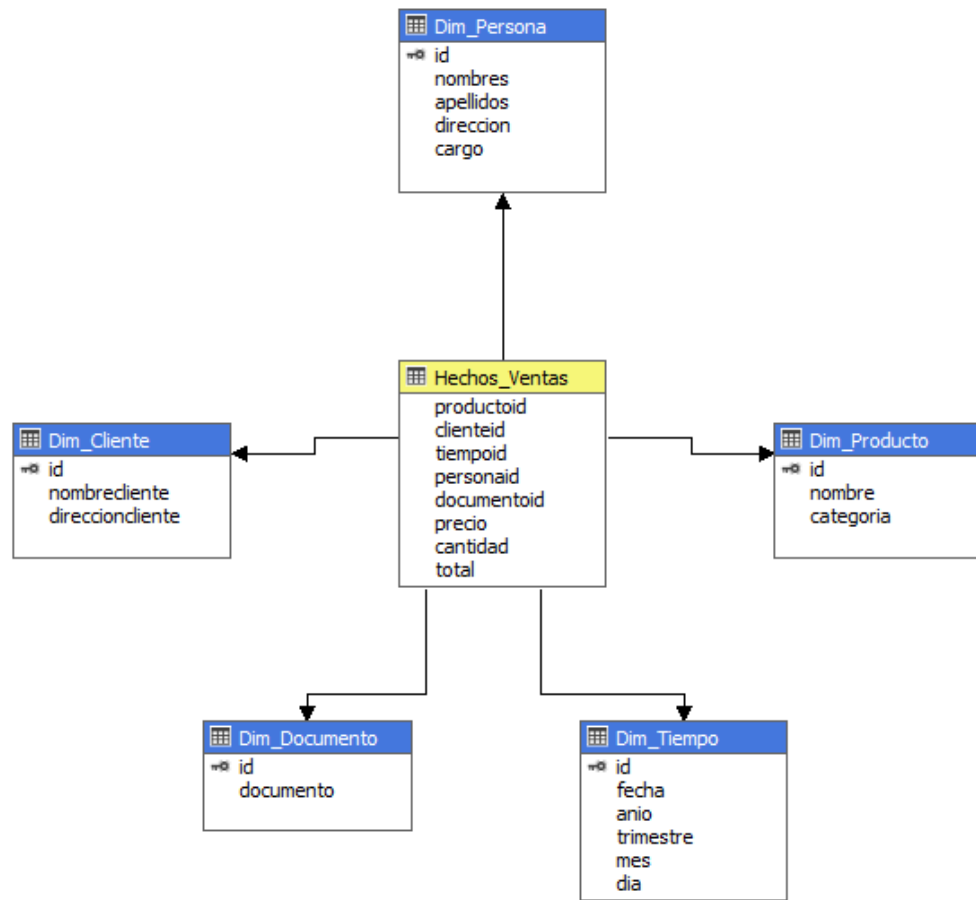 Dim_Persona
id
nombres
apellidos
direccion
cargo
Hechos_Ventas
productoid
clienteid
tiempoid
personaid
documentoid
precio
cantidad
total
Dim_Cliente
id
nombrecliente
direccioncliente
Dim_Producto
id
nombre
categoria
Dim_Documento
id
documento
Dim_Tiempo
id
fecha
anio
trimestre
mes
dia